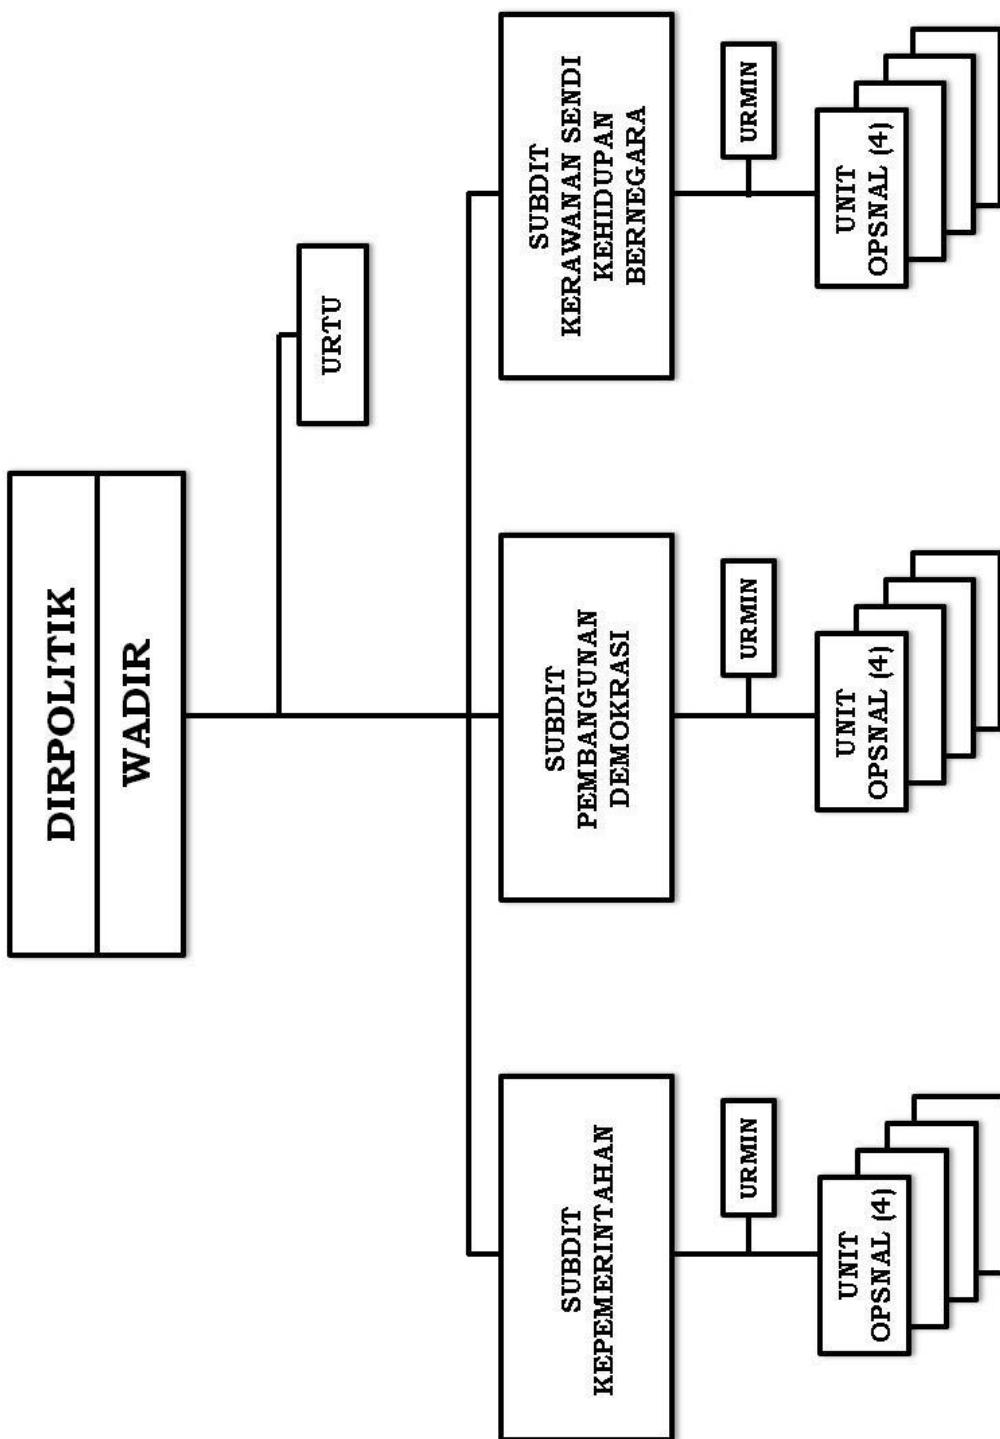 DIRPOLITIK
WADIR
URTU
SUBDIT
KEPEMERINTAHAN
SUBDIT
PEMBANGUNAN
DEMOKRASI
SUBDIT
KERAWANAN SENDI
KEHIDUPAN
BERNEGARA
URMIN
URMIN
URMIN
UNIT
OPSNAL (4)
UNIT
OPSNAL (4)
UNIT
OPSNAL (4)